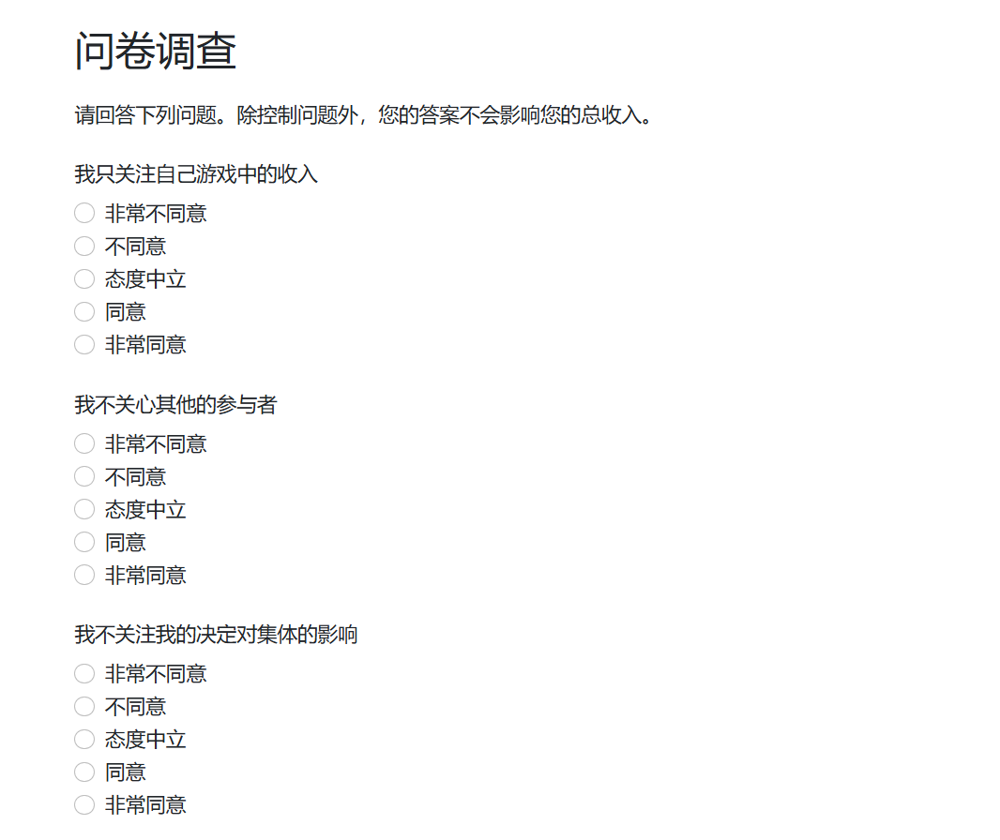 问卷调查
请回答下列问题。除控制问题外，您的答案不会影响您的总收入。
我只关注自己游戏中的收入
非常不同意
不同意
态度中立
同意
非常同意
我不关心其他的参与者
非常不同意
不同意
态度中立
同意
非常同意
我不关注我的决定对集体的影响
非常不同意
不同意
态度中立
同意
非常同意